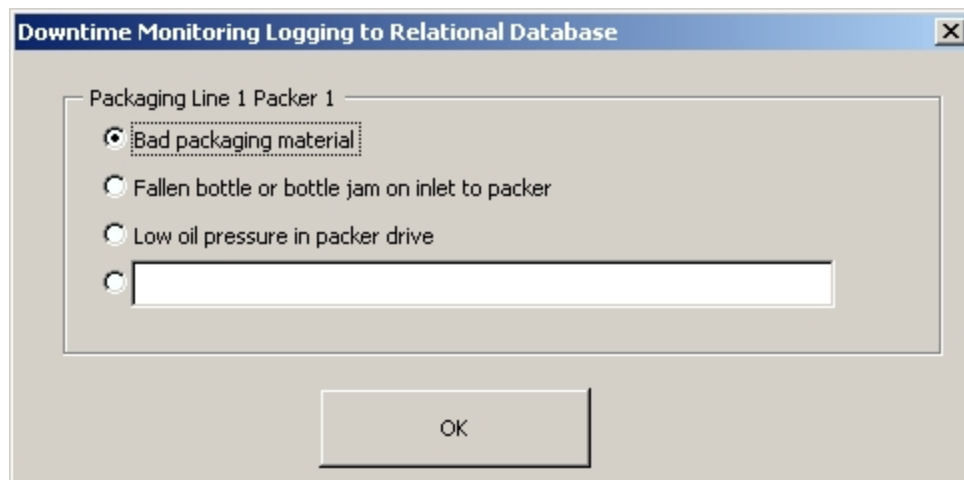 Downtime Monitoring Logging to Relational Database
Packaging Line 1 Packer 1
Bad packaging material
Fallen bottle or bottle jam on inlet to packer
Low oil pressure in packer drive
OK